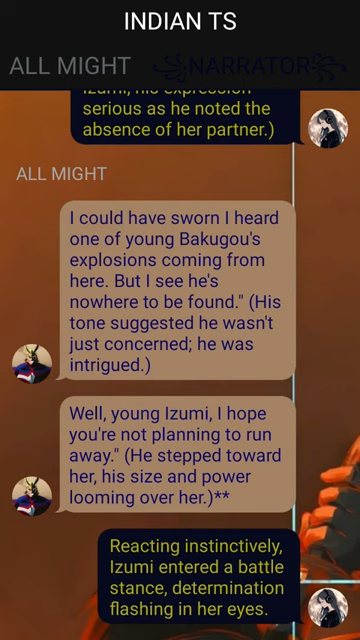 INDIAN TS
ALL MIGHT
꧁NARRATOR꧂
Izumi, his expression
serious as he noted the
absence of her partner.)
ALL MIGHT
I could have sworn I heard
one of young Bakugou's
explosions coming from
here. But I see he's
nowhere to be found." (His
tone suggested he wasn't
just concerned; he was
intrigued.)
Well, young Izumi, I hope
you're not planning to run
away." (He stepped toward
her, his size and power
looming over her.)**
Reacting instinctively,
Izumi entered a battle
stance, determination
flashing in her eyes.